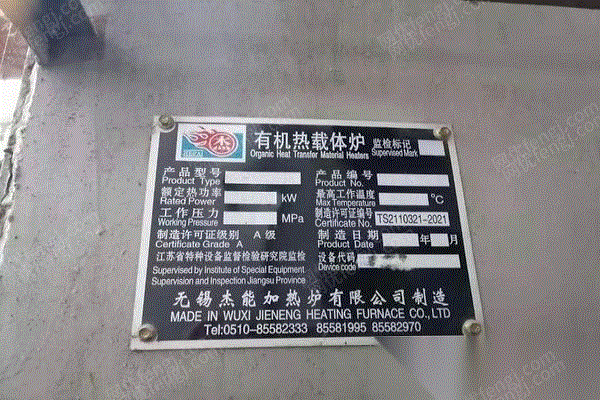 杰
有机热载体炉 监检标记
Organic Heat Transfer Material Heaters Supervised Mark
产品型号 产品编号
Product Type Product No.
额定热功率 kW 最高工作温度 ℃
Rated Power Max Temperature
工作压力 MPa 制造许可证编号 TS2110321-2021
Working Pressure Certificate No.
制造许可证级别 A 级 制造日期 年 月
Certificate Grade A Product Date
江苏省特种设备监督检验研究院监检 设备代码
Supervised by Institute of Special Equipment Device code
Supervision and Inspection Jiangsu Province
无锡杰能加热炉有限公司制造
MADE IN WUXI JIENENG HEATING FURNACE CO.,LTD
Tel:0510-85582333 85581995 85582970